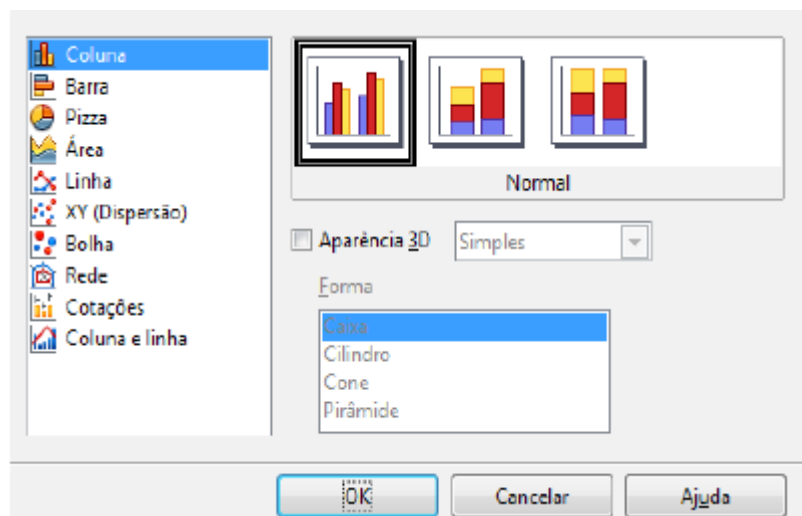 Coluna
Barra
Pizza
Área
Linha
XY (Dispersão)
Bolha
Rede
Cotações
Coluna e linha
Normal
Aparência 3D
Simples
Forma
Caixa
Cilindro
Cone
Pirâmide
OK
Cancelar
Ajuda